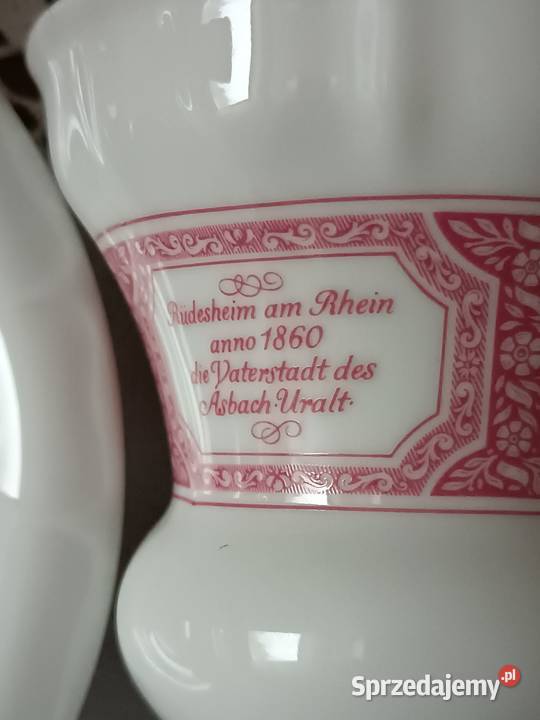 Rüdesheim am Rhein
anno 1860
die Vaterstadt des
Asbach·Uralt·
Sprzedajemy.pl